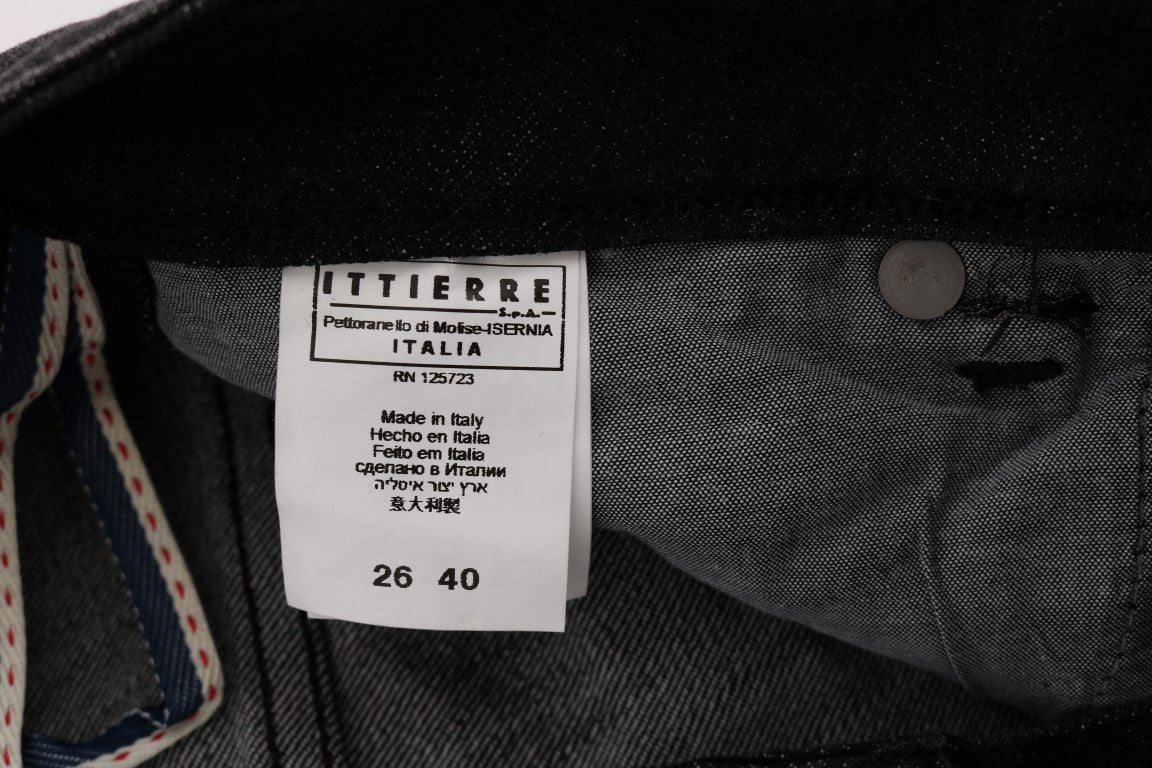 ITTIERRE
S.p.A.
Pettoranello di Molise-ISERNIA
ITALIA
RN 125723
Made in Italy
Hecho en Italia
Feito em Italia
сделано в Италии
ארץ יצור איטליה
意大利製
26 40